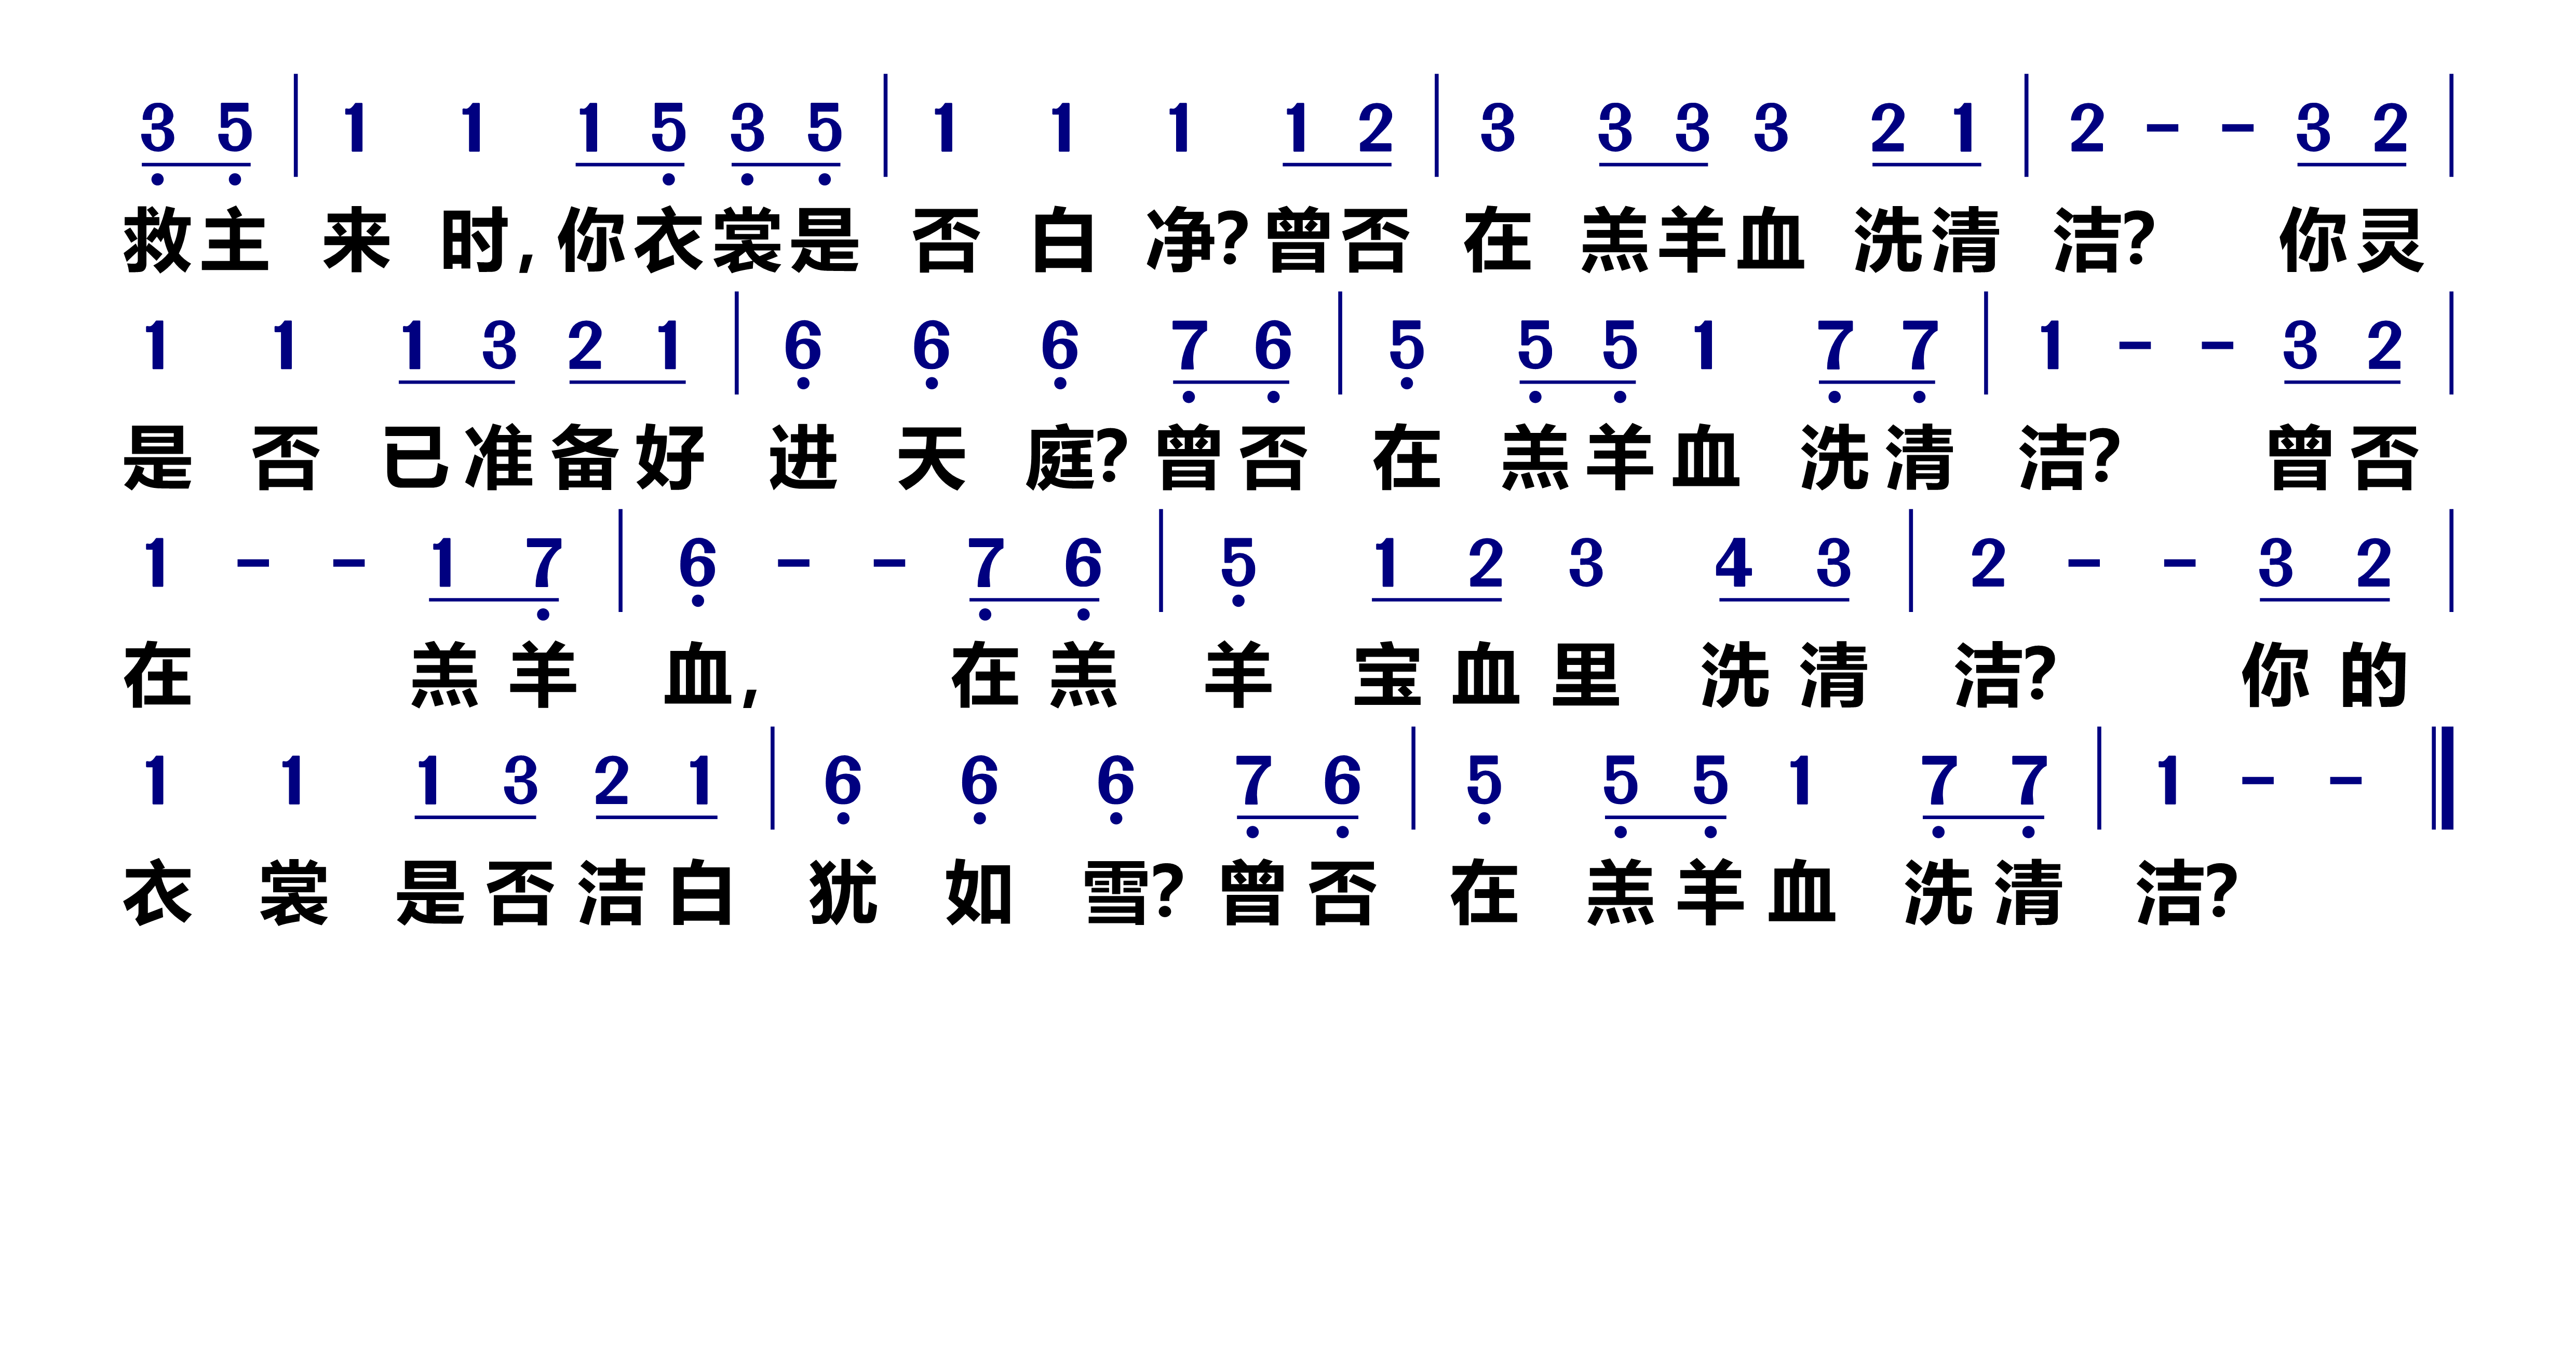 3 5 | 1 1 1 5 3 5 | 1 1 1 1 2 | 3 3 3 3 2 1 | 2 - - 3 2 |
救主来时,你衣裳是否白净?曾否在羔羊血洗清洁?你灵
1 1 1 3 2 1 | 6 6 6 7 6 | 5 5 5 1 7 7 | 1 - - 3 2 |
是否已准备好进天庭?曾否在羔羊血洗清洁?曾否
1 - - 1 7 | 6 - - 7 6 | 5 1 2 3 4 3 | 2 - - 3 2 |
在羔羊血,在羔羊宝血里洗清洁?你的
1 1 1 3 2 1 | 6 6 6 7 6 | 5 5 5 1 7 7 | 1 - - ‖
衣裳是否洁白犹如雪?曾否在羔羊血洗清洁?